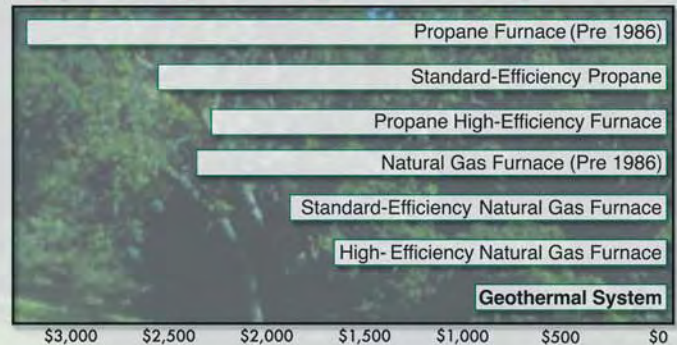 Propane Furnace (Pre 1986)
Standard-Efficiency Propane
Propane High-Efficiency Furnace
Natural Gas Furnace (Pre 1986)
Standard-Efficiency Natural Gas Furnace
High- Efficiency Natural Gas Furnace
Geothermal System
$3,000 $2,500 $2,000 $1,500 $1,000 $500 $0